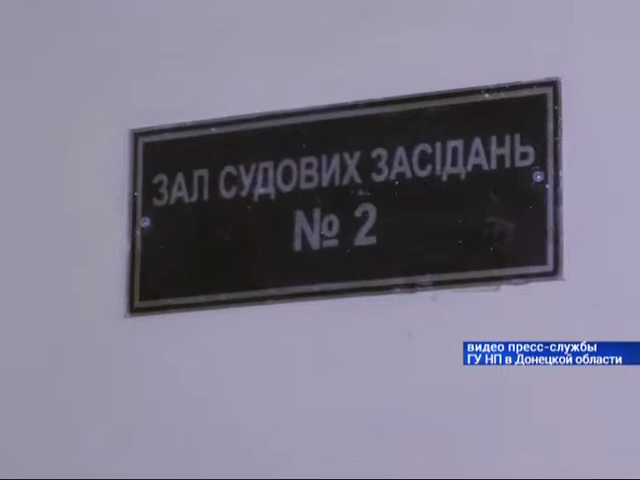 ЗАЛ СУДОВИХ ЗАСІДАНЬ
№ 2
видео пресс-службы
ГУ НП в Донецкой области